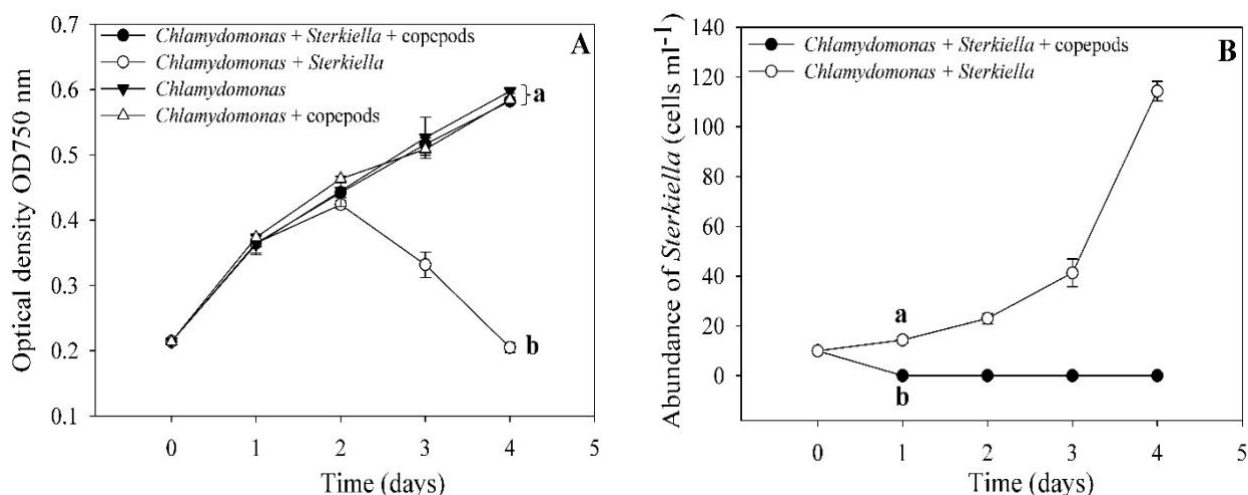 A
Chlamydomonas + Sterkiella + copepods
Chlamydomonas + Sterkiella
Chlamydomonas
Chlamydomonas + copepods
a
b
Optical density OD750 nm
0.7
0.6
0.5
0.4
0.3
0.2
0.1
0 1 2 3 4 5
Time (days)
B
Chlamydomonas + Sterkiella + copepods
Chlamydomonas + Sterkiella
a
b
Abundance of Sterkiella (cells ml-1)
140
120
100
80
60
40
20
0
0 1 2 3 4 5
Time (days)